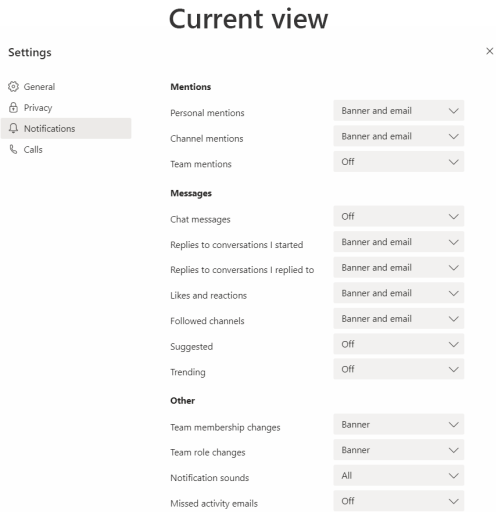 Current view
Settings
General
Privacy
Notifications
Calls
Mentions
Personal mentions Banner and email
Channel mentions Banner and email
Team mentions Off
Messages
Chat messages Off
Replies to conversations I started Banner and email
Replies to conversations I replied to Banner and email
Likes and reactions Banner and email
Followed channels Banner and email
Suggested Off
Trending Off
Other
Team membership changes Banner
Team role changes Banner
Notification sounds All
Missed activity emails Off